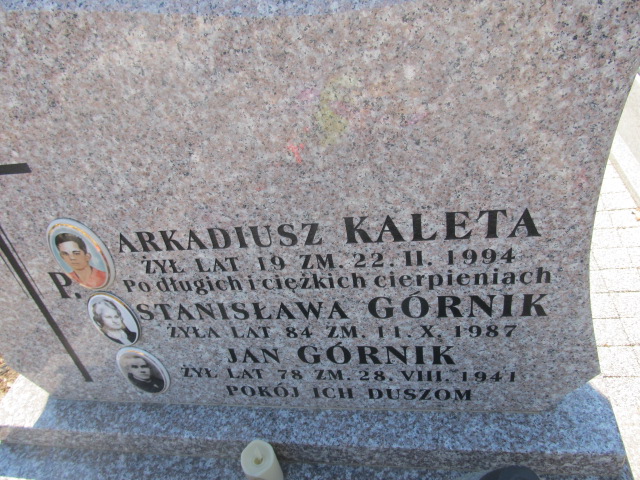 ARKADIUSZ KALETA
ŻYŁ LAT 19 ZM. 22. II. 1994
Po długich i ciężkich cierpieniach
Ś. P. STANISŁAWA GÓRNIK
ŻYŁA LAT 84 ZM. 11. X. 1987
JAN GÓRNIK
ŻYŁ LAT 78 ZM. 28. VIII. 1941
POKÓJ ICH DUSZOM